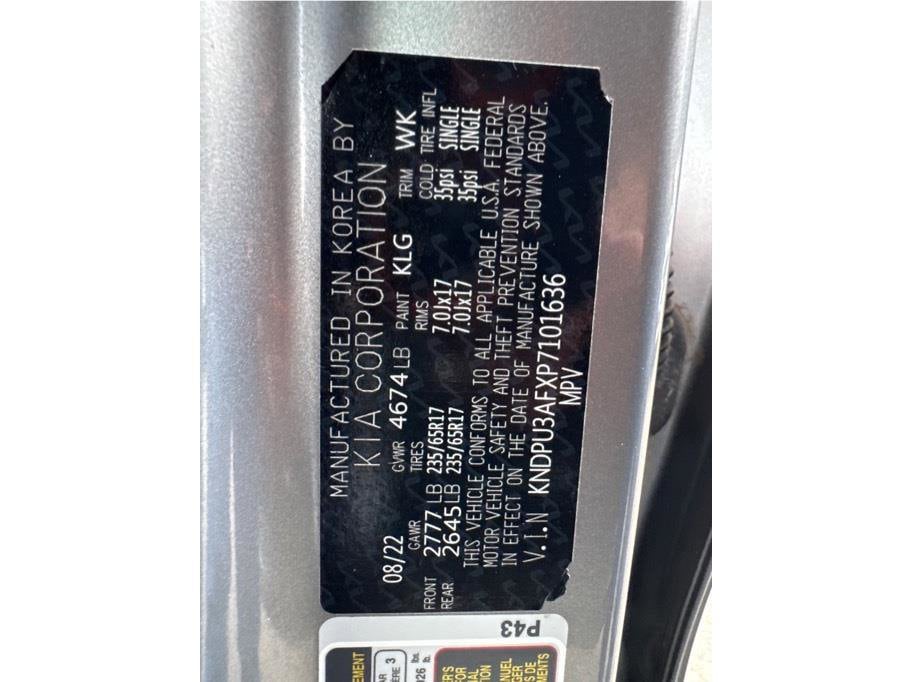 MANUFACTURED IN KOREA BY
KIA CORPORATION
08/22 GVWR 4674LB PAINT KLG TRIM WK
GAWR TIRES RIMS COLD TIRE INFL
FRONT 2777LB 235/65R17 7.0Jx17 35psi SINGLE
REAR 2645LB 235/65R17 7.0Jx17 35psi SINGLE
THIS VEHICLE CONFORMS TO ALL APPLICABLE U.S.A. FEDERAL
MOTOR VEHICLE SAFETY AND THEFT PREVENTION STANDARDS
IN EFFECT ON THE DATE OF MANUFACTURE SHOWN ABOVE.
V.I.N KNDPU3AFXP7101636
MPV
P43